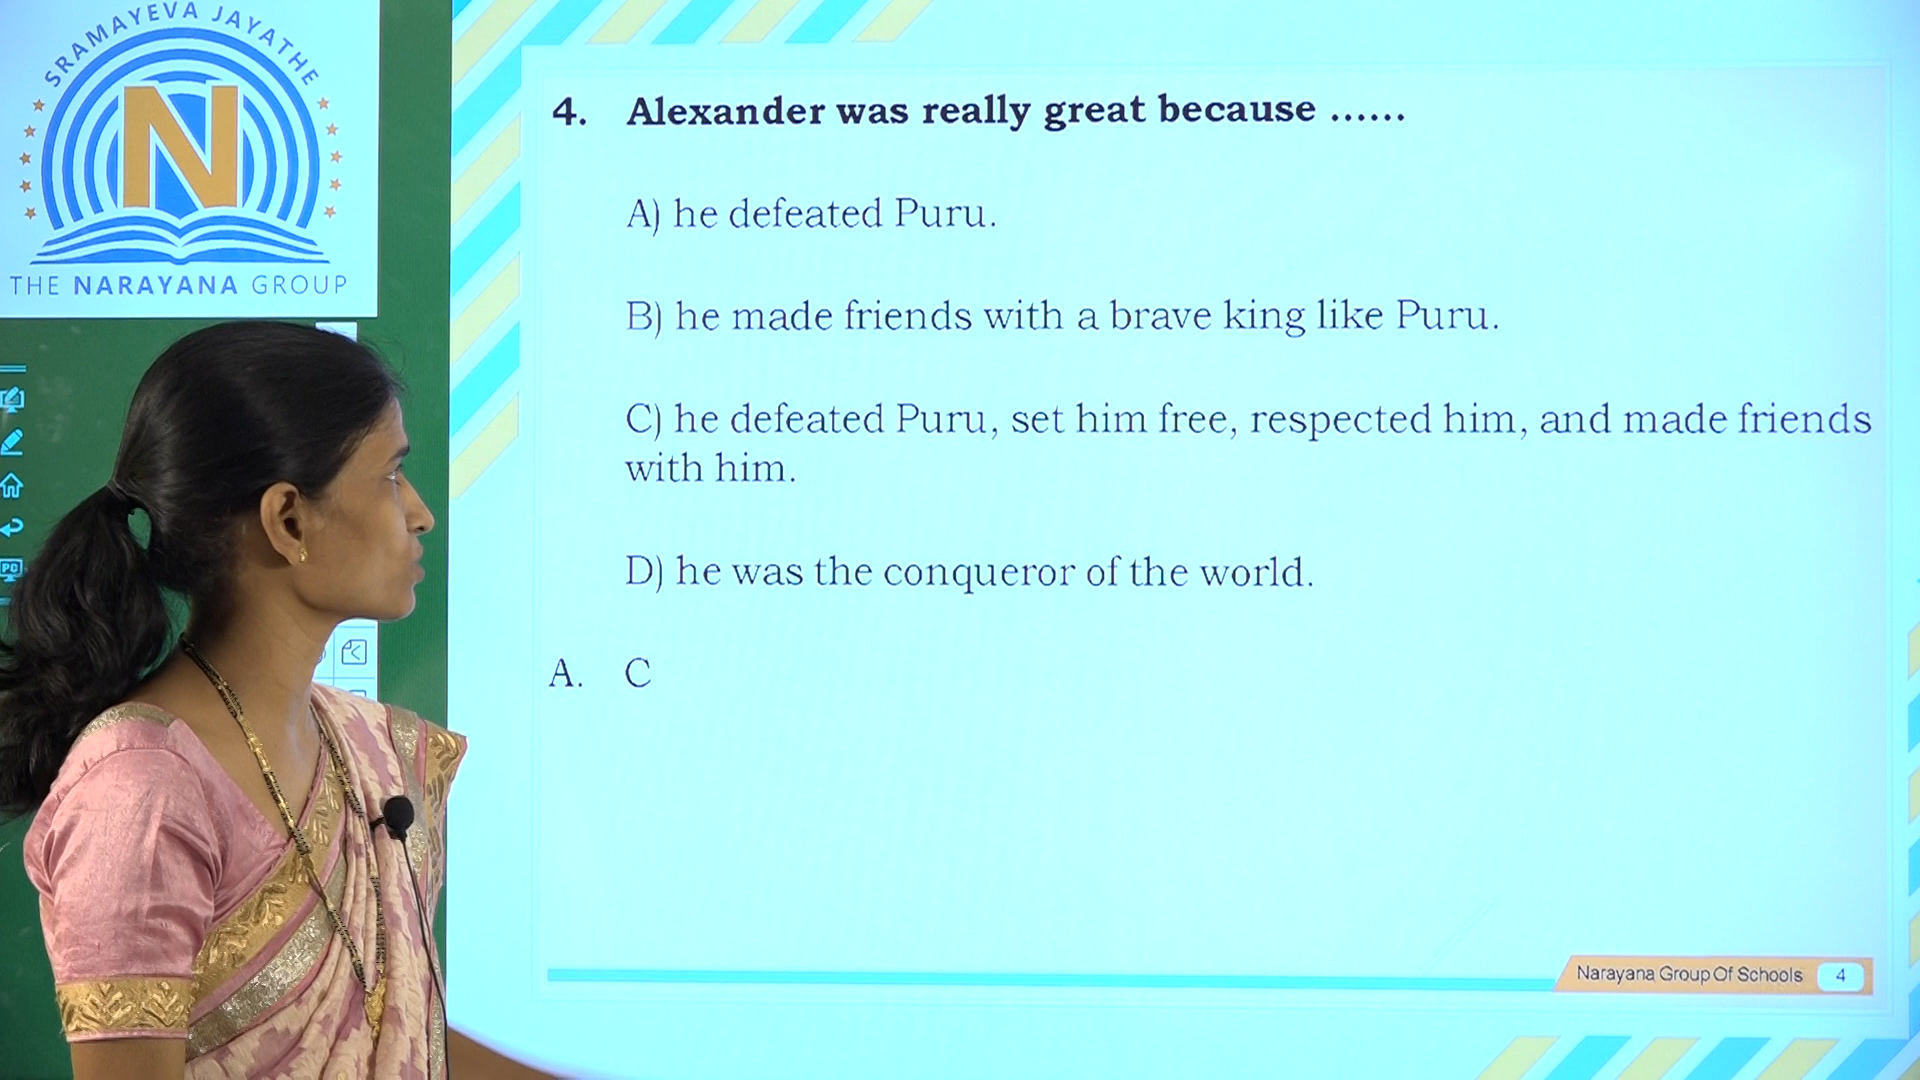 SRAMAYEVA JAYATHE
N
THE NARAYANA GROUP
PC
4. Alexander was really great because ......
A) he defeated Puru.
B) he made friends with a brave king like Puru.
C) he defeated Puru, set him free, respected him, and made friends
with him.
D) he was the conqueror of the world.
A. C
Narayana Group Of Schools 4